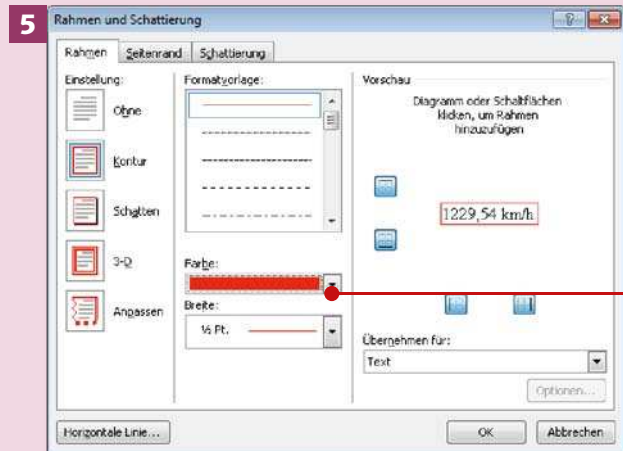 5
Rahmen und Schattierung
Rahmen Seitenrand Schattierung
Einstellung:
Ohne
Kontur
Schatten
3-D
Anpassen
Formatvorlage:
Farbe:
Breite:
½ Pt.
Vorschau
Diagramm oder Schaltflächen
klicken, um Rahmen
hinzuzufügen
1229,54 km/h
Übernehmen für:
Text
Optionen...
Horizontale Linie...
OK Abbrechen